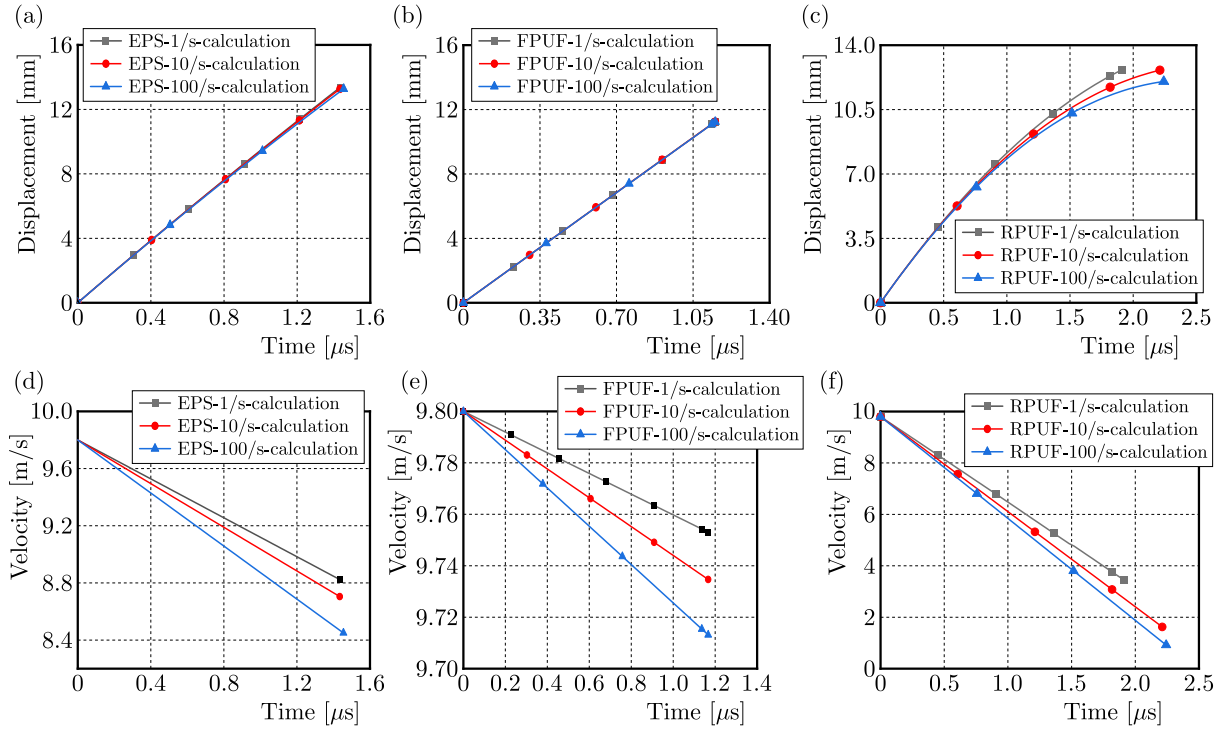 (a)
EPS-1/s-calculation
EPS-10/s-calculation
EPS-100/s-calculation
Displacement [mm]
16
12
8
4
0
0 0.4 0.8 1.2 1.6
Time [μs]
(b)
FPUF-1/s-calculation
FPUF-10/s-calculation
FPUF-100/s-calculation
Displacement [mm]
16
12
8
4
0
0 0.35 0.70 1.05 1.40
Time [μs]
(c)
Displacement [mm]
14.0
10.5
7.0
3.5
0
RPUF-1/s-calculation
RPUF-10/s-calculation
RPUF-100/s-calculation
0 0.5 1.0 1.5 2.0 2.5
Time [μs]
(d)
EPS-1/s-calculation
EPS-10/s-calculation
EPS-100/s-calculation
Velocity [m/s]
10.0
9.6
9.2
8.8
8.4
0 0.4 0.8 1.2 1.6
Time [μs]
(e)
FPUF-1/s-calculation
FPUF-10/s-calculation
FPUF-100/s-calculation
Velocity [m/s]
9.80
9.78
9.76
9.74
9.72
9.70
0 0.2 0.4 0.6 0.8 1.0 1.2 1.4
Time [μs]
(f)
RPUF-1/s-calculation
RPUF-10/s-calculation
RPUF-100/s-calculation
Velocity [m/s]
10
8
6
4
2
0
0 0.5 1.0 1.5 2.0 2.5
Time [μs]